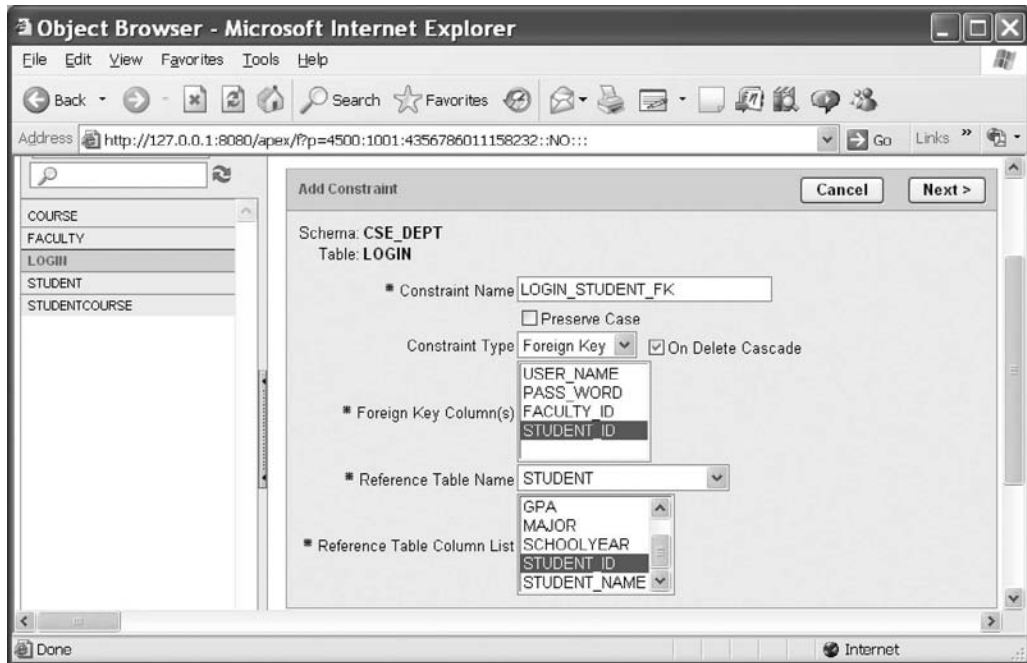 Object Browser - Microsoft Internet Explorer
File Edit View Favorites Tools Help
Back Search Favorites
Address http://127.0.0.1:8080/apex/f?p=4500:1001:4356786011158232::NO::: Go Links »
Add Constraint Cancel Next >
COURSE
FACULTY
LOGIN
STUDENT
STUDENTCOURSE
Schema: CSE_DEPT
Table: LOGIN
* Constraint Name LOGIN_STUDENT_FK
Preserve Case
Constraint Type Foreign Key On Delete Cascade
* Foreign Key Column(s)
USER_NAME
PASS_WORD
FACULTY_ID
STUDENT_ID
* Reference Table Name STUDENT
* Reference Table Column List
GPA
MAJOR
SCHOOLYEAR
STUDENT_ID
STUDENT_NAME
Done Internet